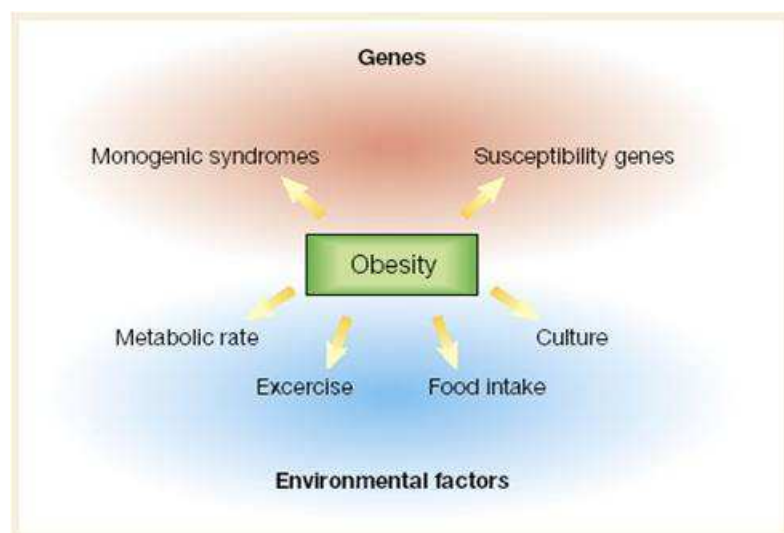 Genes
Monogenic syndromes
Susceptibility genes
Obesity
Metabolic rate
Culture
Excercise
Food intake
Environmental factors